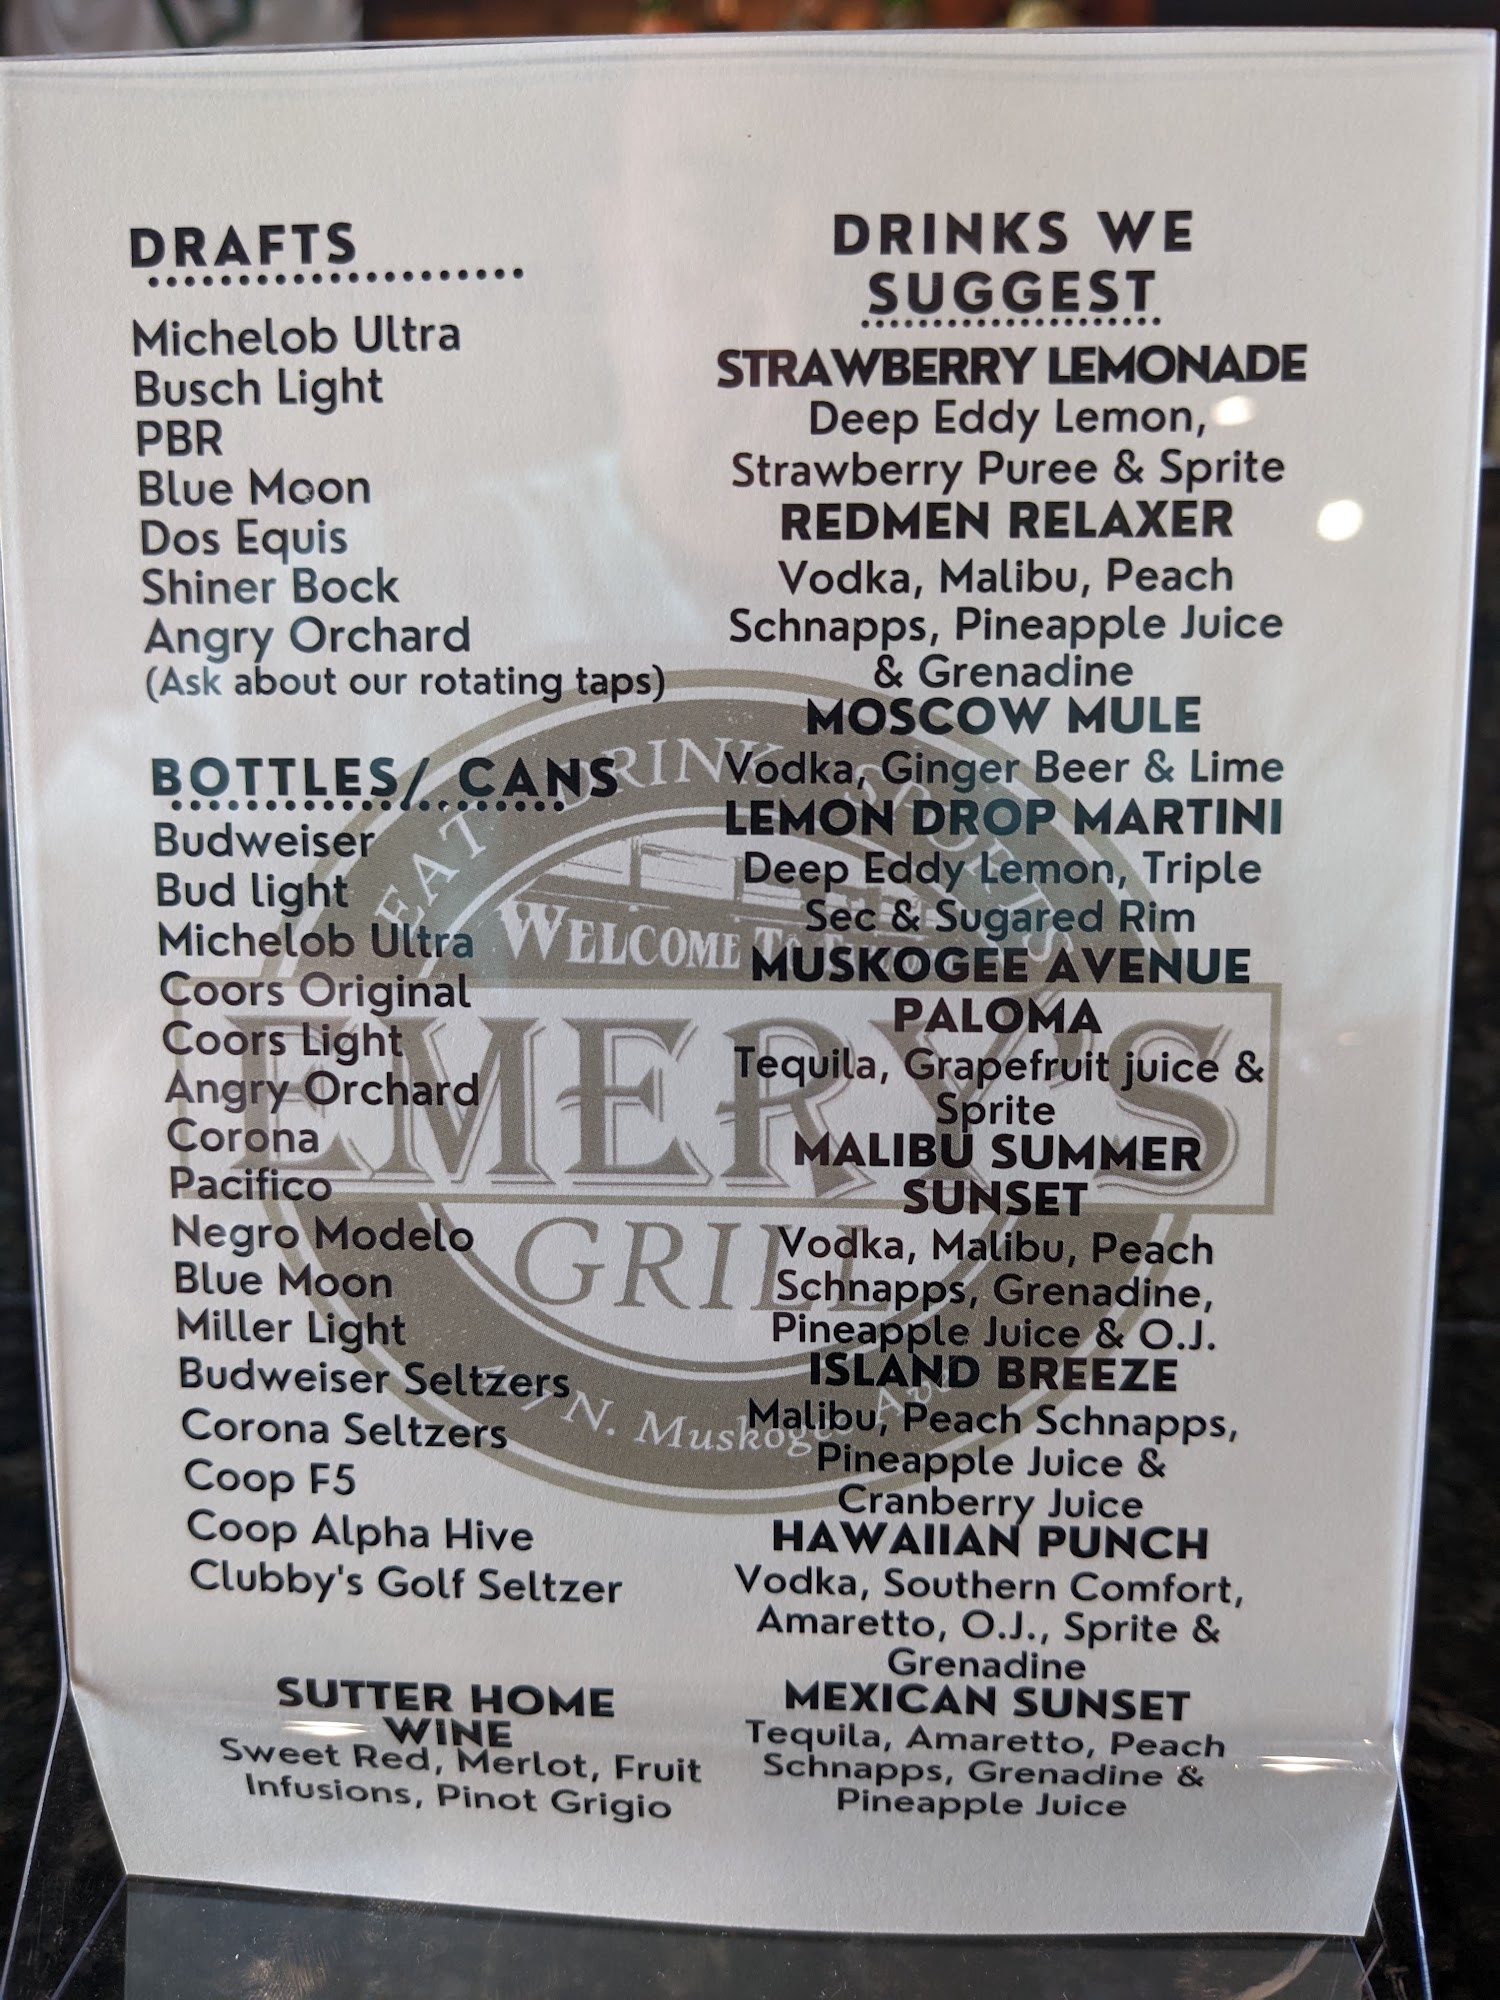 DRAFTS
Michelob Ultra
Busch Light
PBR
Blue Moon
Dos Equis
Shiner Bock
Angry Orchard
(Ask about our rotating taps)
BOTTLES/ CANS
Budweiser
Bud light
Michelob Ultra
Coors Original
Coors Light
Angry Orchard
Corona
Pacifico
Negro Modelo
Blue Moon
Miller Light
Budweiser Seltzers
Corona Seltzers
Coop F5
Coop Alpha Hive
Clubby's Golf Seltzer
SUTTER HOME
WINE
Sweet Red, Merlot, Fruit
Infusions, Pinot Grigio
DRINKS WE
SUGGEST
STRAWBERRY LEMONADE
Deep Eddy Lemon,
Strawberry Puree & Sprite
REDMEN RELAXER
Vodka, Malibu, Peach
Schnapps, Pineapple Juice
& Grenadine
MOSCOW MULE
Vodka, Ginger Beer & Lime
LEMON DROP MARTINI
Deep Eddy Lemon, Triple
Sec & Sugared Rim
MUSKOGEE AVENUE
PALOMA
Tequila, Grapefruit juice &
Sprite
MALIBU SUMMER
SUNSET
Vodka, Malibu, Peach
Schnapps, Grenadine,
Pineapple Juice & O.J.
ISLAND BREEZE
Malibu, Peach Schnapps,
Pineapple Juice &
Cranberry Juice
HAWAIIAN PUNCH
Vodka, Southern Comfort,
Amaretto, O.J., Sprite &
Grenadine
MEXICAN SUNSET
Tequila, Amaretto, Peach
Schnapps, Grenadine &
Pineapple Juice
EAT DRINK SPORTS
WELCOME TO
EMERY'S
GRILL
N. Muskogee Ave